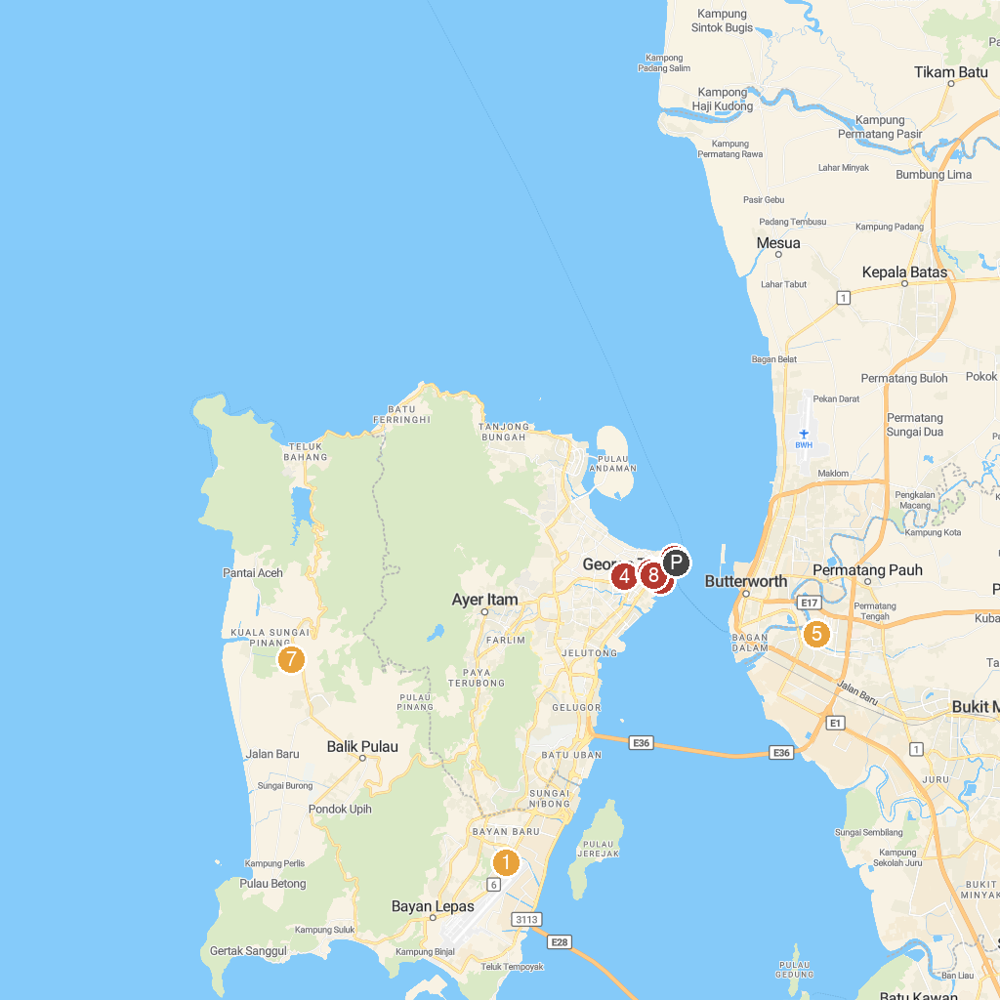 Kampung
Sintok Bugis
Kampong
Padang Salim
Tikam Batu
Kampong
Haji Kudong
Kampung
Permatang Pasir
Kampung
Permatang Rawa
Lahar Minyak
Bumbung Lima
Pasir Gebu
Padang Tembusu
Kampung Padang
Mesua
Kepala Batas
Lahar Tabut
1
Bagan Belat
Permatang Buloh
Pokok
Pekan Darat
BATU
FERRINGHI
TANJONG
BUNGAH
Permatang
Sungai Dua
BWH
TELUK
BAHANG
PULAU
ANDAMAN
Maklom
Pengkalan
Macang
Kampung Kota
Pantai Aceh
4
8
P
Butterworth
Permatang Pauh
Ayer Itam
E17
Permatang
Tengah
Kuba
KUALA SUNGAI
PINANG
FARLIM
JELUTONG
BAGAN
DALAM
5
7
PAYA
TERUBONG
Jalan Baru
PULAU
PINANG
GELUGOR
Bukit M
E1
E36
E36
1
Balik Pulau
Jalan Baru
BATU UBAN
JURU
Sungai Burong
SUNGAI
NIBONG
Pondok Upih
BAYAN BARU
Sungai Sembilang
PULAU
JEREJAK
Kampung
Sekolah Juru
Kampung Perlis
1
Pulau Betong
6
BUKIT
MINYAK
Bayan Lepas
3113
Kampung Suluk
E28
Gertak Sanggul
Kampung Binjal
Teluk Tempoyak
PULAU
GEDUNG
Ban Liau
Batu Kawan